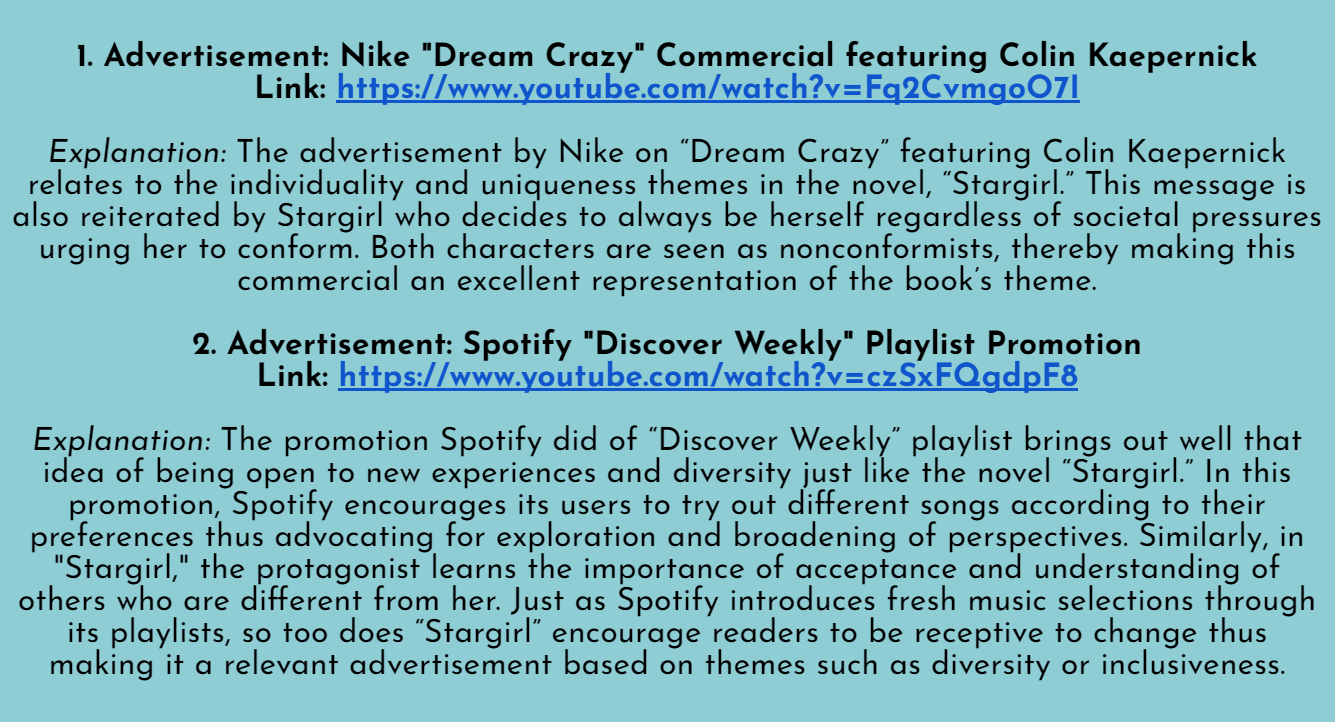 1. Advertisement: Nike "Dream Crazy" Commercial featuring Colin Kaepernick
Link: https://www.youtube.com/watch?v=Fq2CvmgoO7I
Explanation: The advertisement by Nike on “Dream Crazy” featuring Colin Kaepernick
relates to the individuality and uniqueness themes in the novel, “Stargirl.” This message is
also reiterated by Stargirl who decides to always be herself regardless of societal pressures
urging her to conform. Both characters are seen as nonconformists, thereby making this
commercial an excellent representation of the book’s theme.
2. Advertisement: Spotify "Discover Weekly" Playlist Promotion
Link: https://www.youtube.com/watch?v=czSxFQgdpF8
Explanation: The promotion Spotify did of “Discover Weekly” playlist brings out well that
idea of being open to new experiences and diversity just like the novel “Stargirl.” In this
promotion, Spotify encourages its users to try out different songs according to their
preferences thus advocating for exploration and broadening of perspectives. Similarly, in
"Stargirl," the protagonist learns the importance of acceptance and understanding of
others who are different from her. Just as Spotify introduces fresh music selections through
its playlists, so too does “Stargirl” encourage readers to be receptive to change thus
making it a relevant advertisement based on themes such as diversity or inclusiveness.